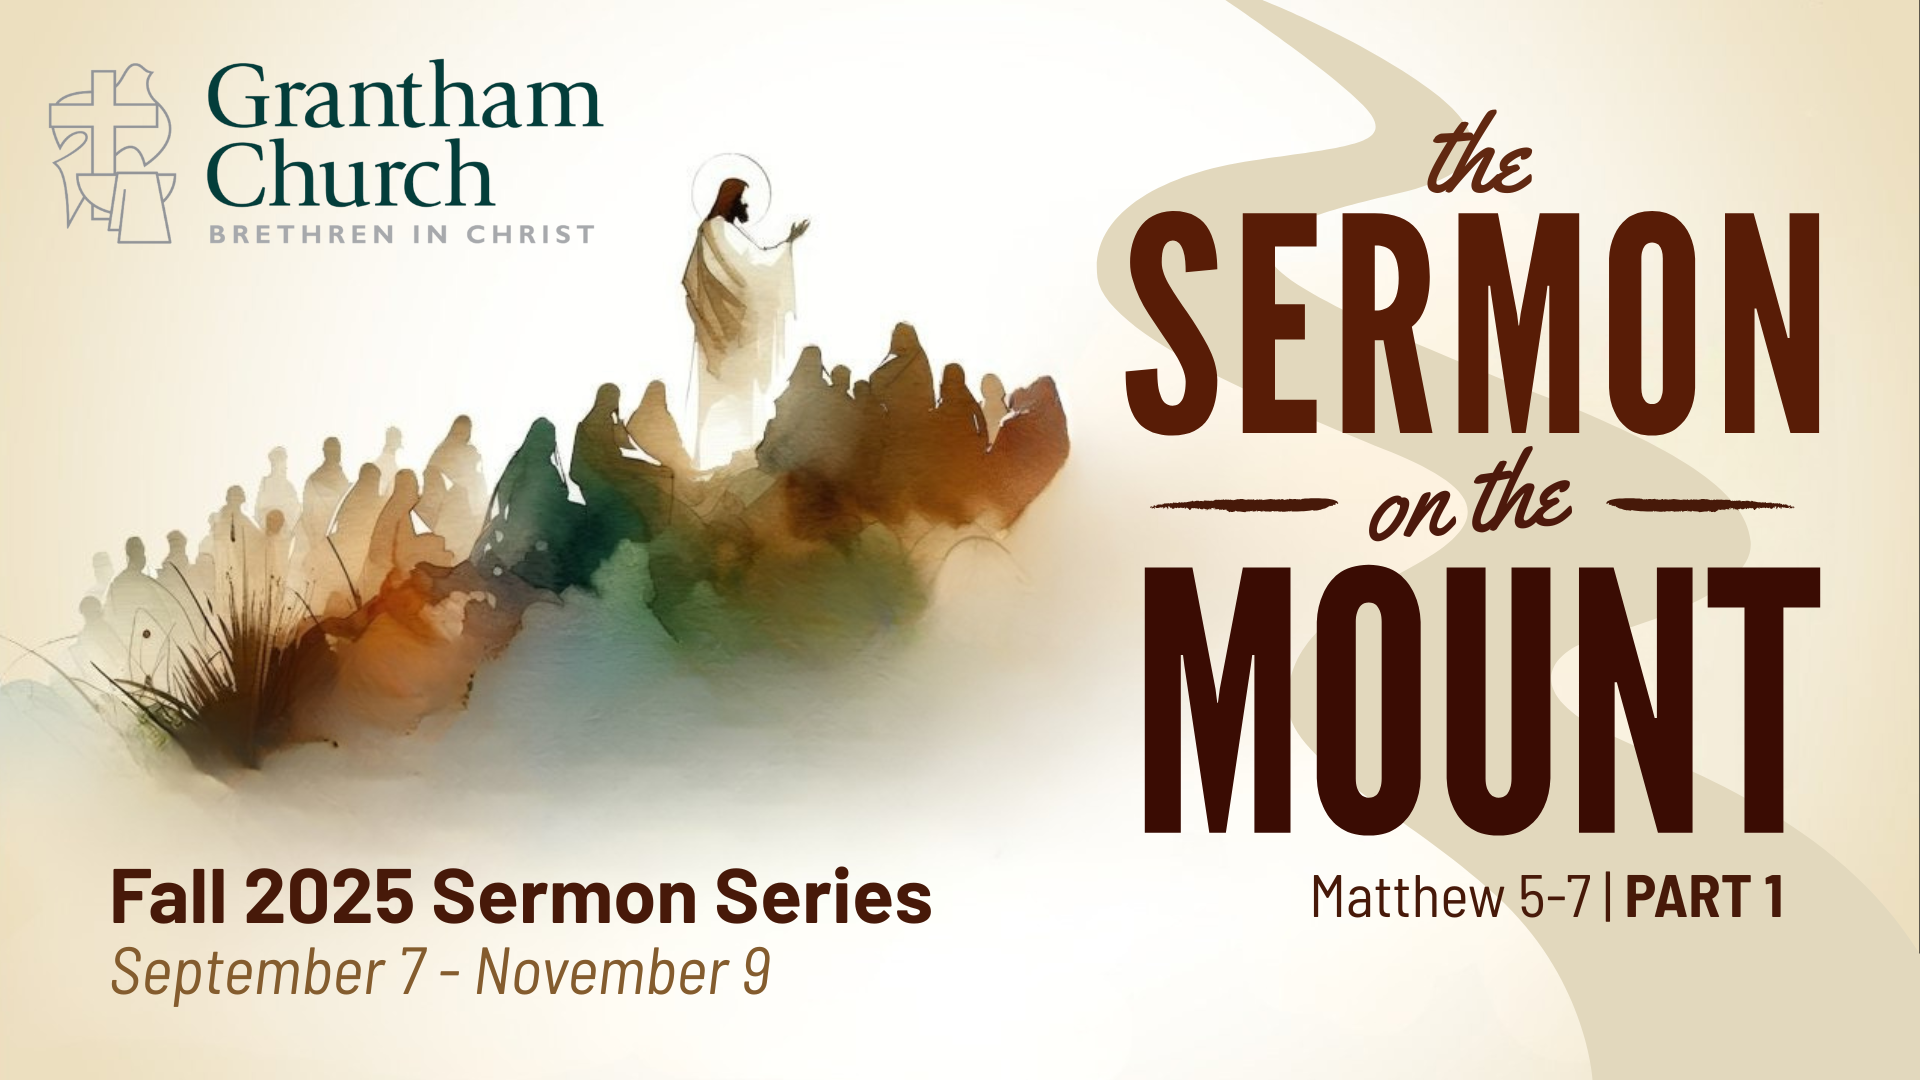 Grantham
Church
BRETHREN IN CHRIST
the
SERMON
on the
MOUNT
Matthew 5-7 | PART 1
Fall 2025 Sermon Series
September 7 - November 9